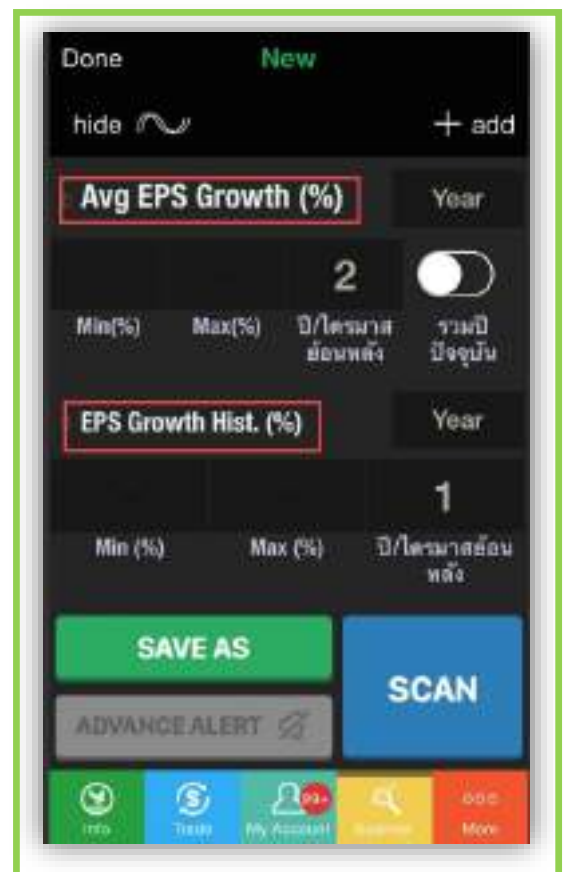 Done New
hide + add
Avg EPS Growth (%) Year
2
Min(%) Max(%) ปี/ไตรมาส รวมปี
ย้อนหลัง ปัจจุบัน
EPS Growth Hist. (%) Year
1
Min (%) Max (%) ปี/ไตรมาสย้อน
หลัง
SAVE AS
SCAN
ADVANCE ALERT
99+
Info Trade My Account More